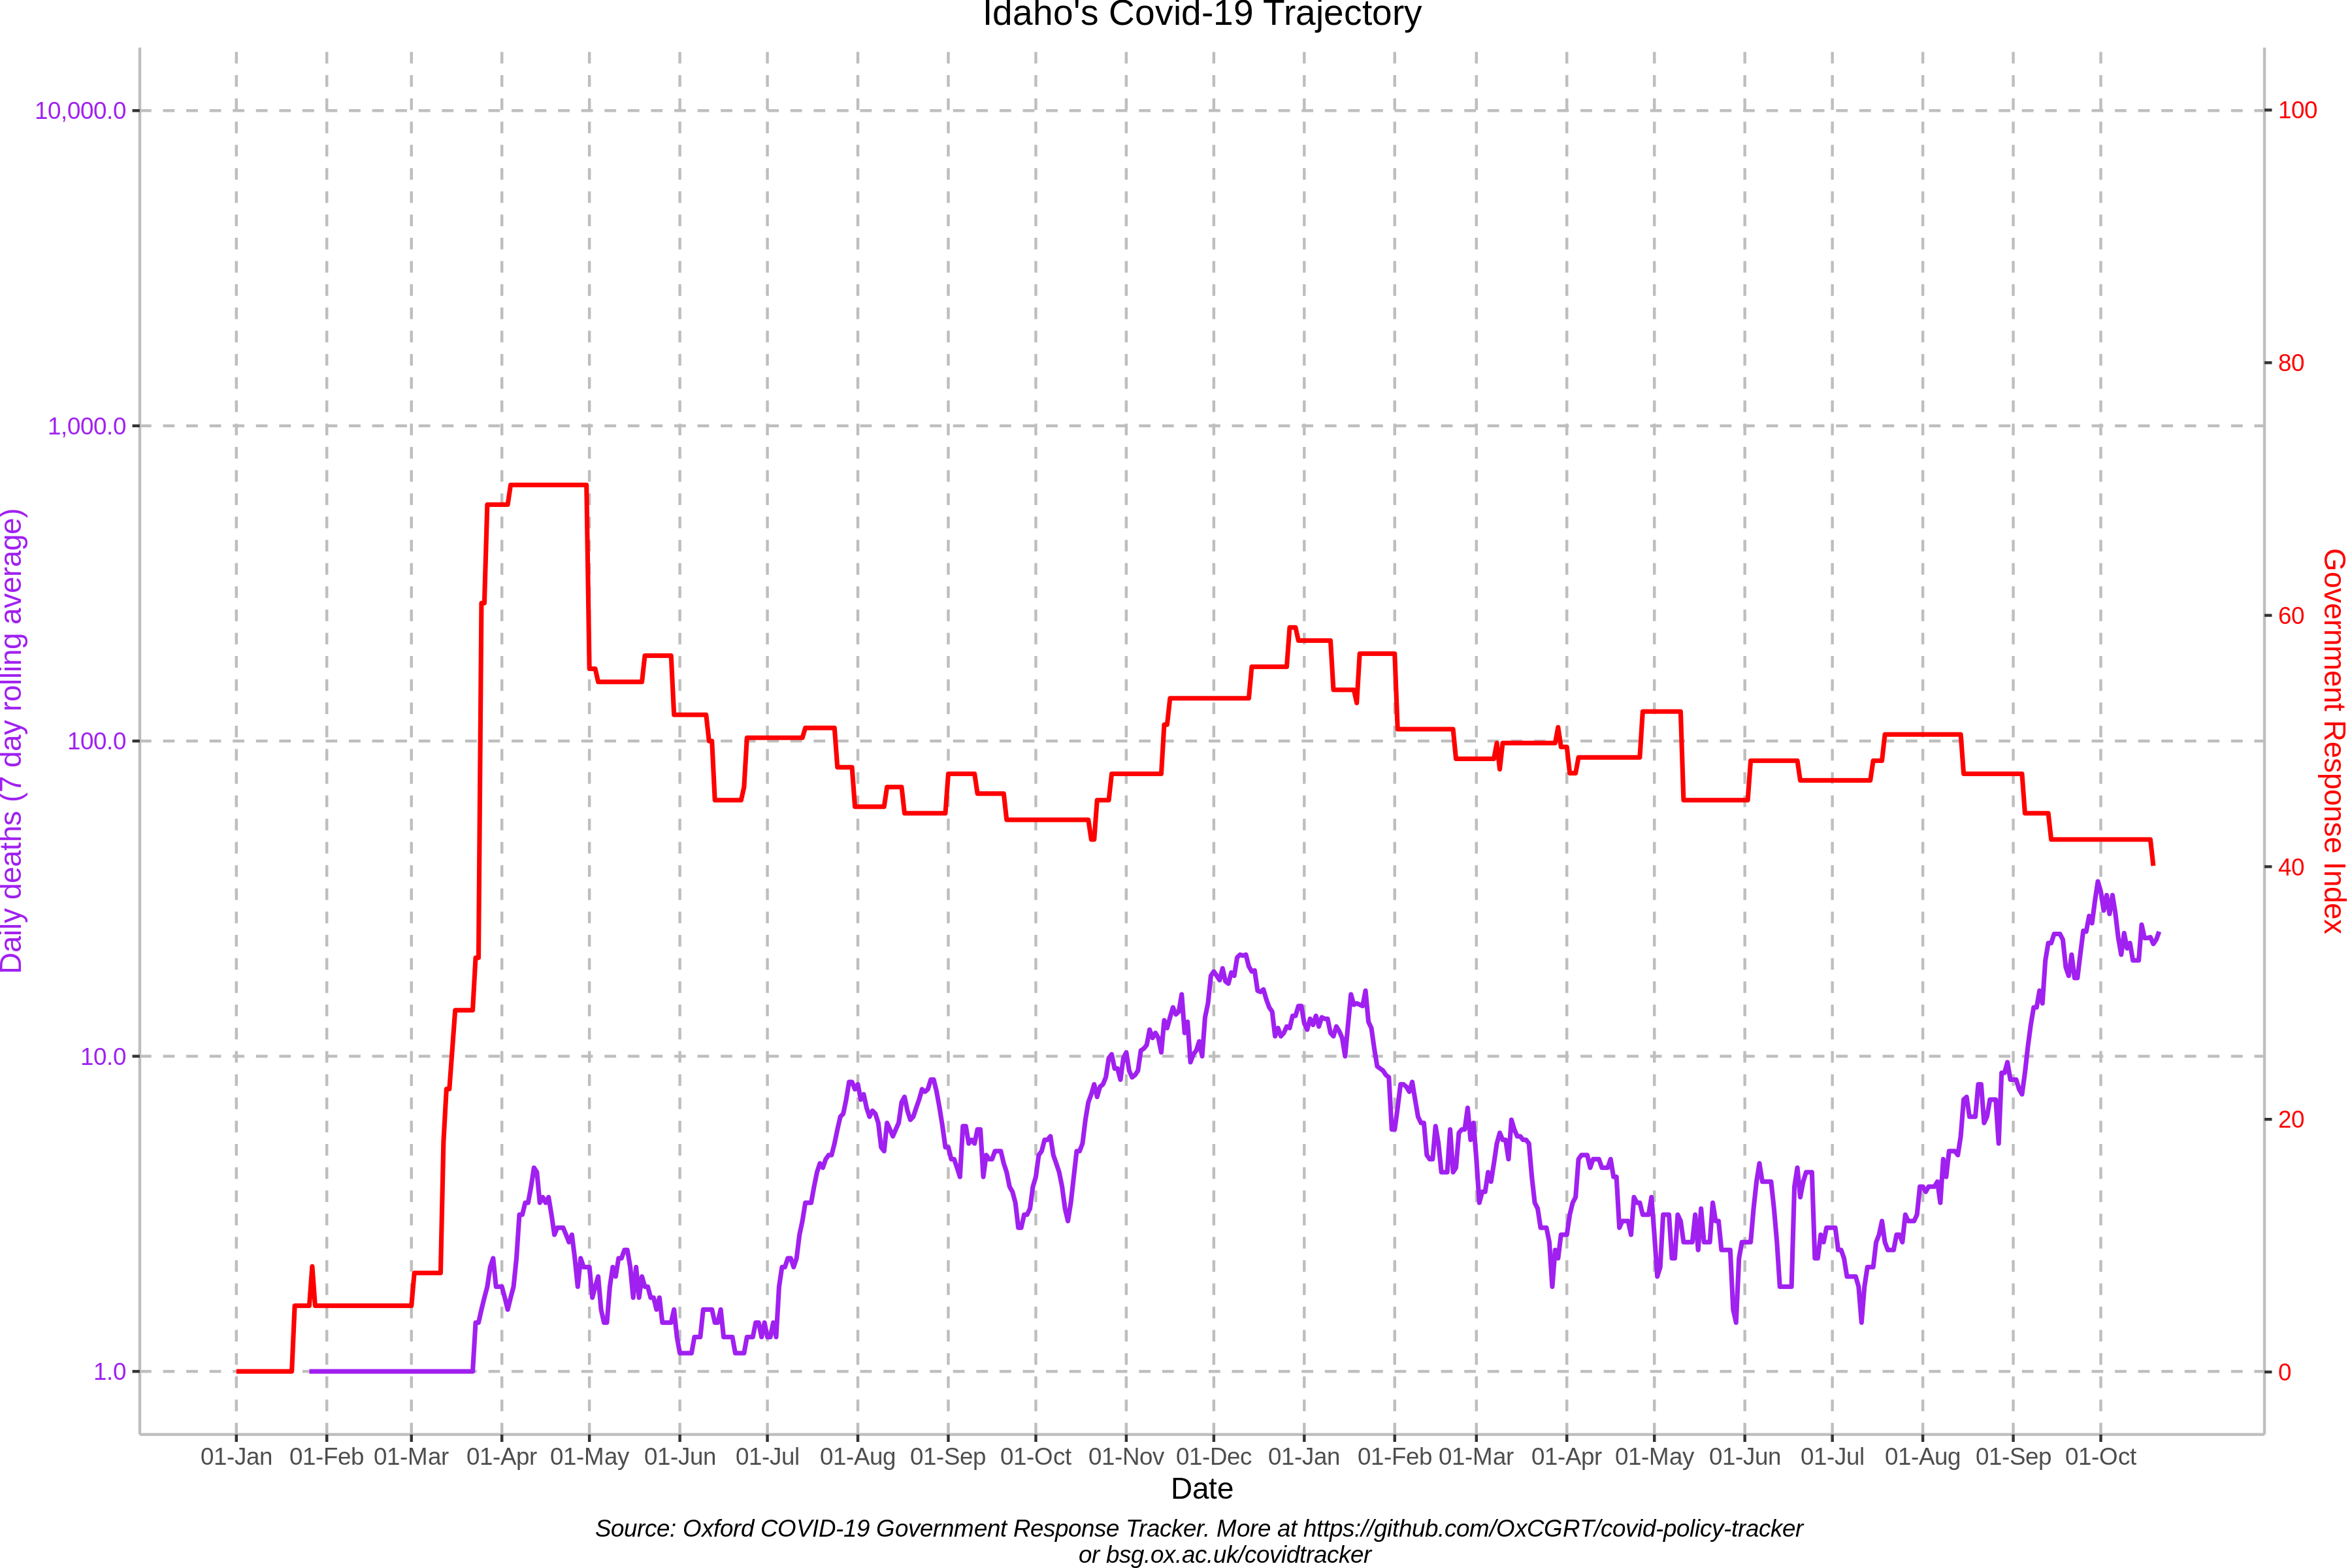 Idaho's Covid-19 Trajectory
10,000.0
1,000.0
100.0
10.0
1.0
Daily deaths (7 day rolling average)
100
80
60
40
20
0
Government Response Index
01-Jan 01-Feb 01-Mar 01-Apr 01-May 01-Jun 01-Jul 01-Aug 01-Sep 01-Oct 01-Nov 01-Dec 01-Jan 01-Feb 01-Mar 01-Apr 01-May 01-Jun 01-Jul 01-Aug 01-Sep 01-Oct
Date
Source: Oxford COVID-19 Government Response Tracker. More at https://github.com/OxCGRT/covid-policy-tracker
or bsg.ox.ac.uk/covidtracker